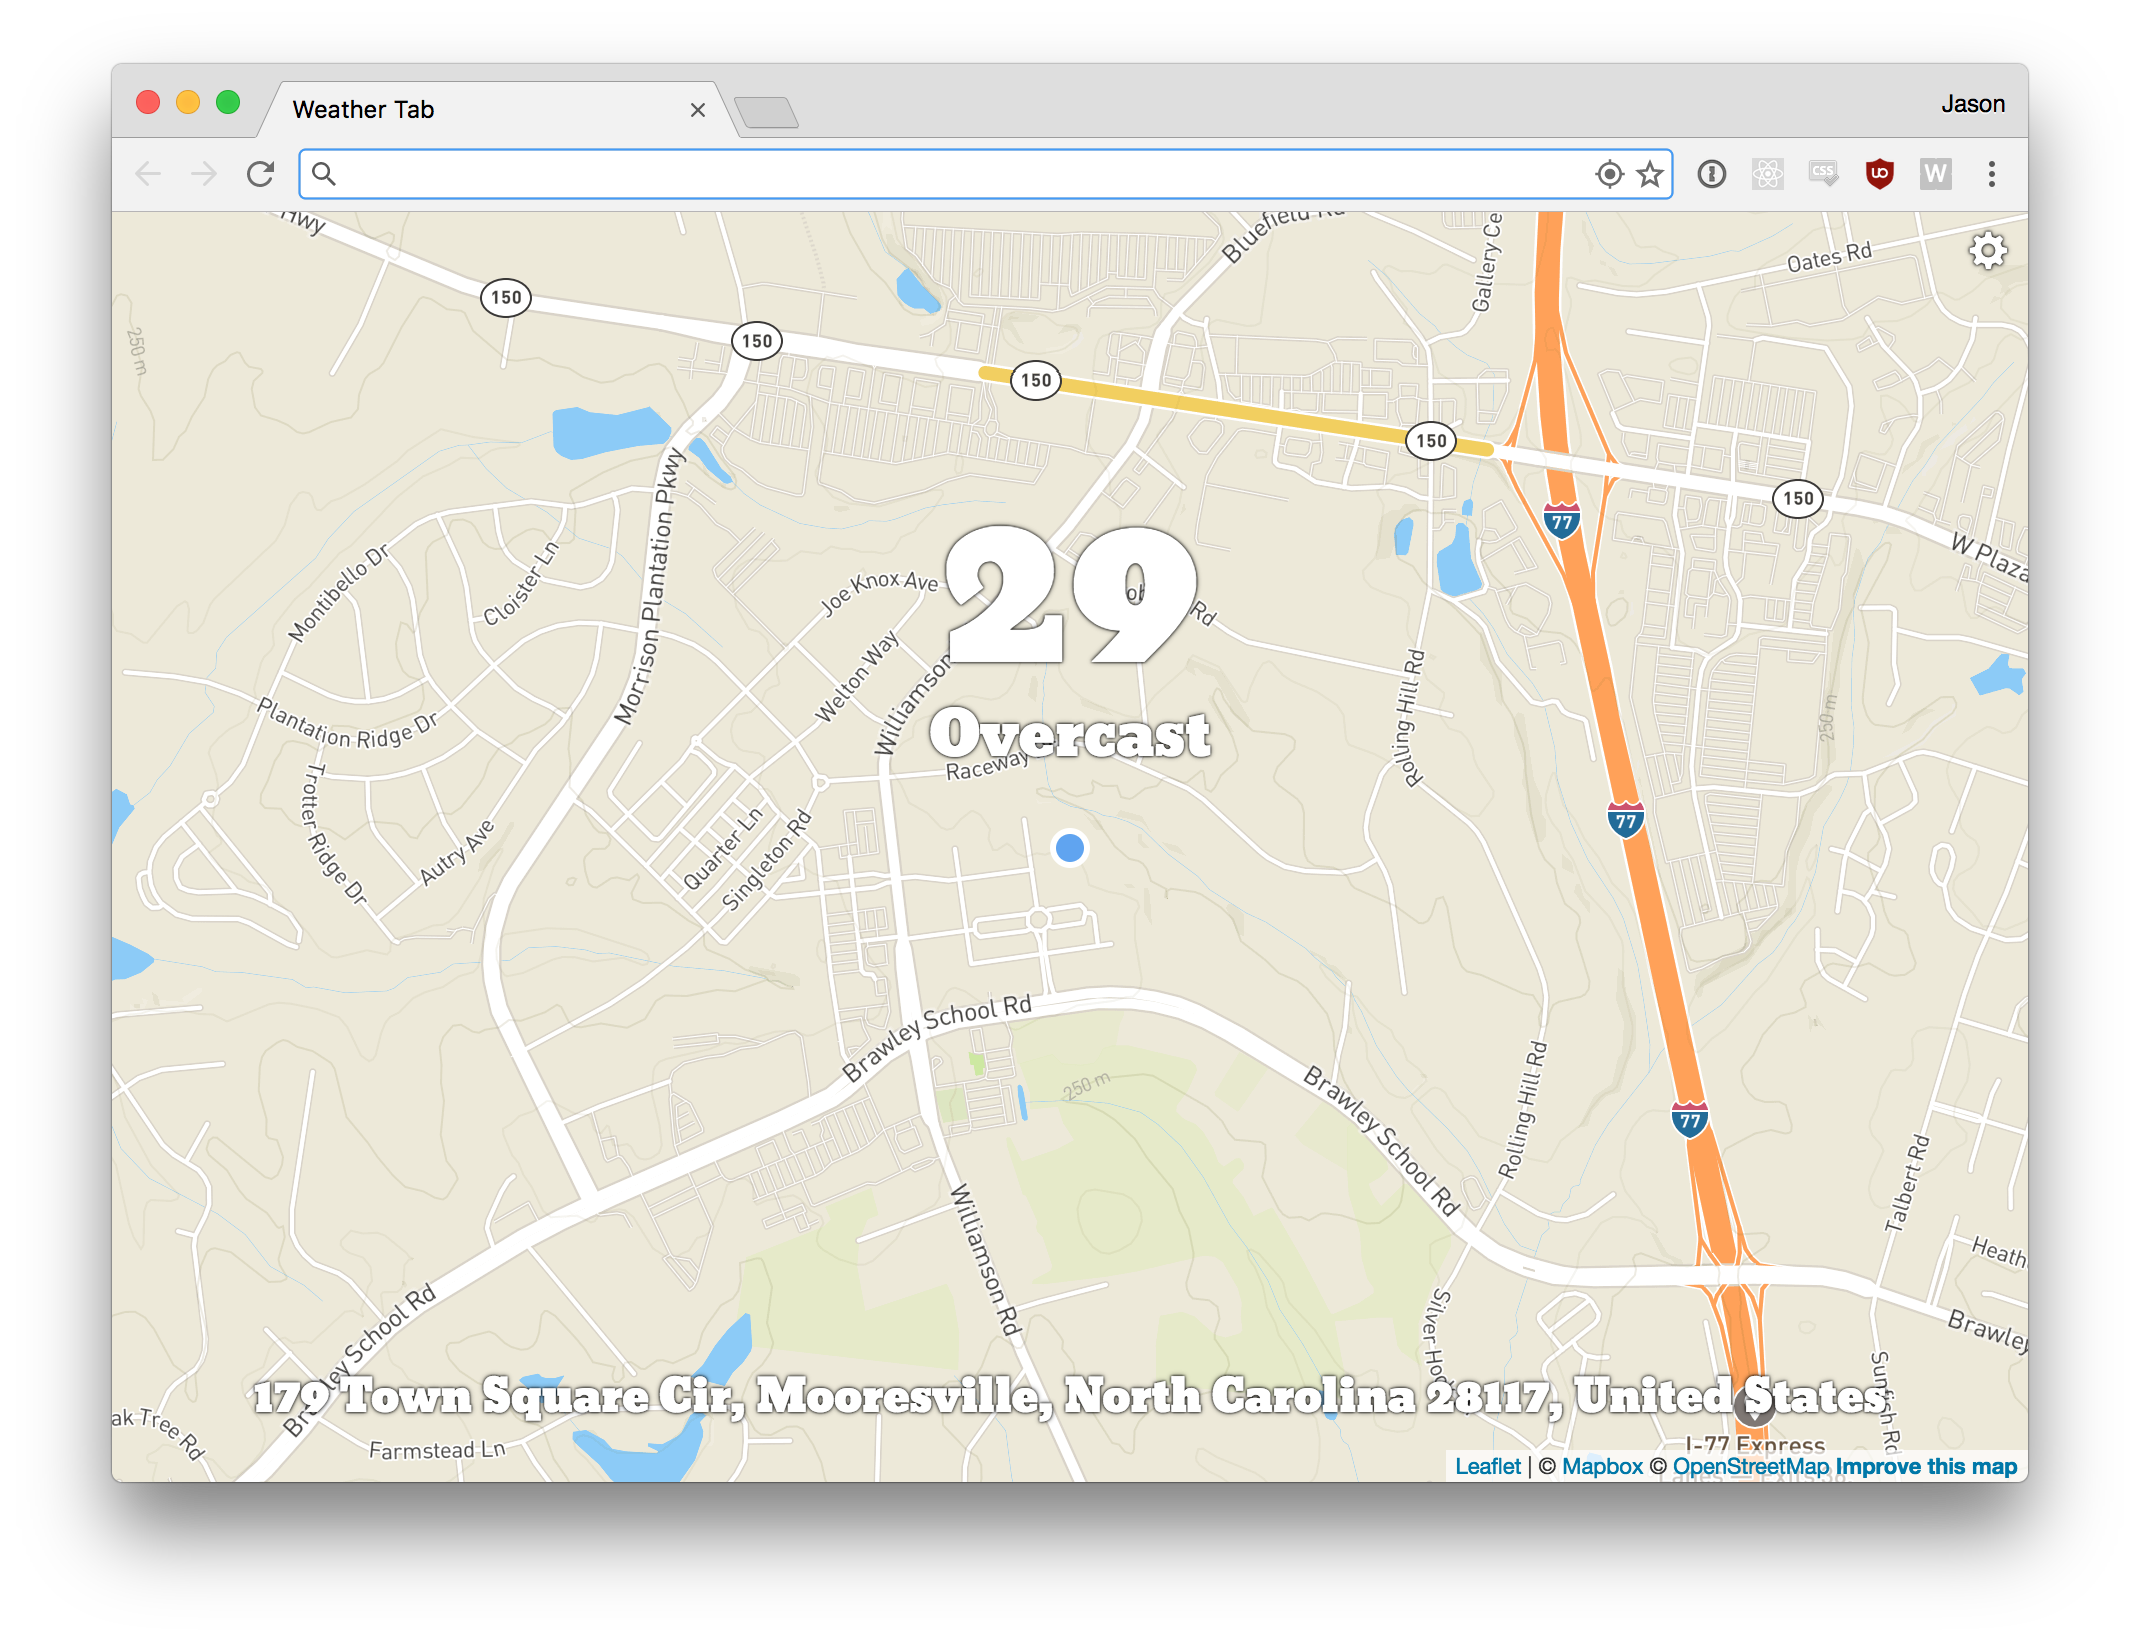 Weather Tab
Jason
CSS
W
Hwy
Bluefield Rd
Gallery Ce
Oates Rd
150
150
150
150
150
250 m
77
W Plaza
Morrison Plantation Pkwy
Montibello Dr
Cloister Ln
Joe Knox Ave
29
Rd
Welton Way
Williamson
Rolling Hill Rd
Plantation Ridge Dr
250 m
Overcast
Raceway
Trotter Ridge Dr
77
Autry Ave
Quarter Ln
Singleton Rd
Brawley School Rd
250 m
Brawley School Rd
Rolling Hill Rd
77
Talbert Rd
Williamson Rd
Heath
Brawley School Rd
Silver Ho
Brawley
Sunfish Rd
179 Town Square Cir, Mooresville, North Carolina 28117, United States
ak Tree Rd
Farmstead Ln
I-77 Express
Lanes — Exits 36
Leaflet | © Mapbox © OpenStreetMap Improve this map